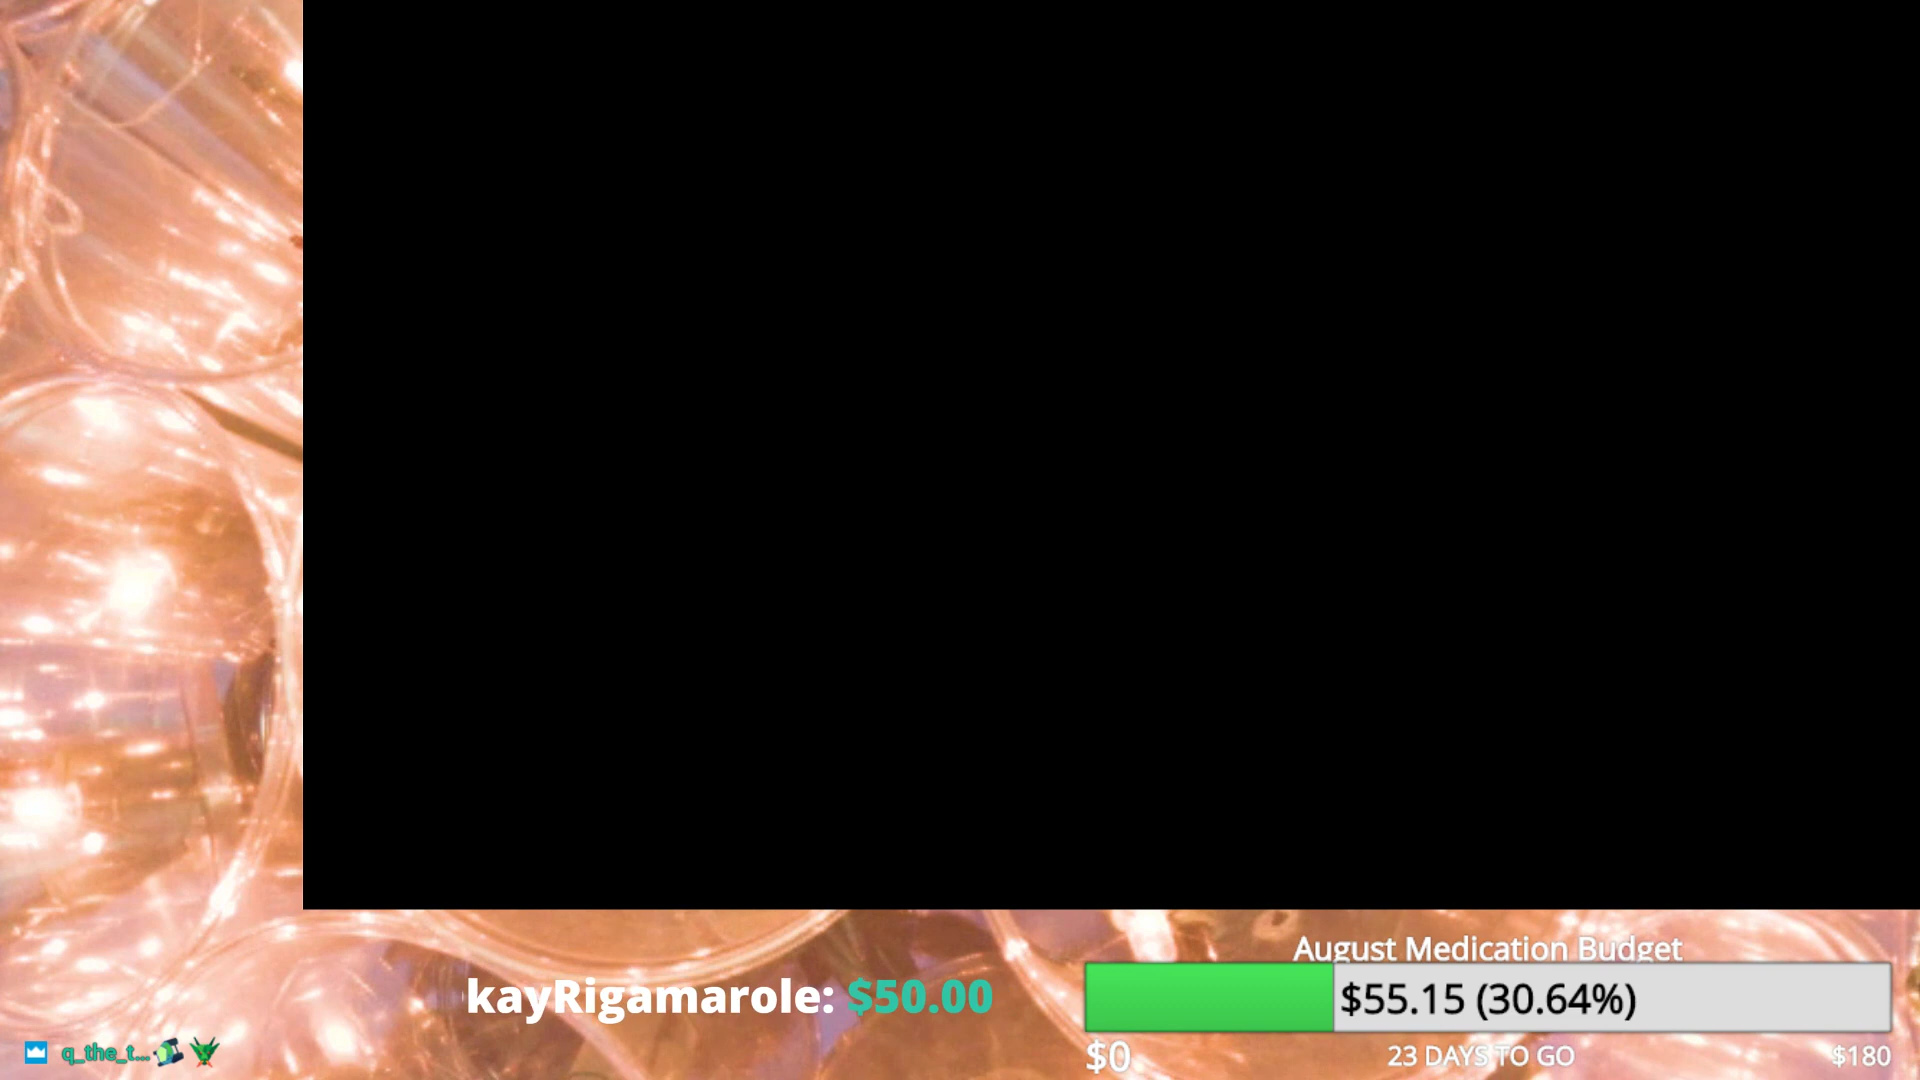 August Medication Budget
kayRigamarole: $50.00
$55.15 (30.64%)
q_the_t...
$0 23 DAYS TO GO $180